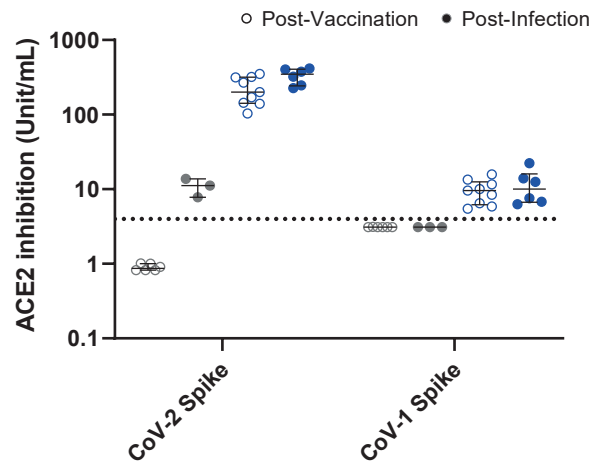 Post-Vaccination Post-Infection
ACE2 inhibition (Unit/mL)
1000
100
10
1
0.1
CoV-2 Spike
CoV-1 Spike